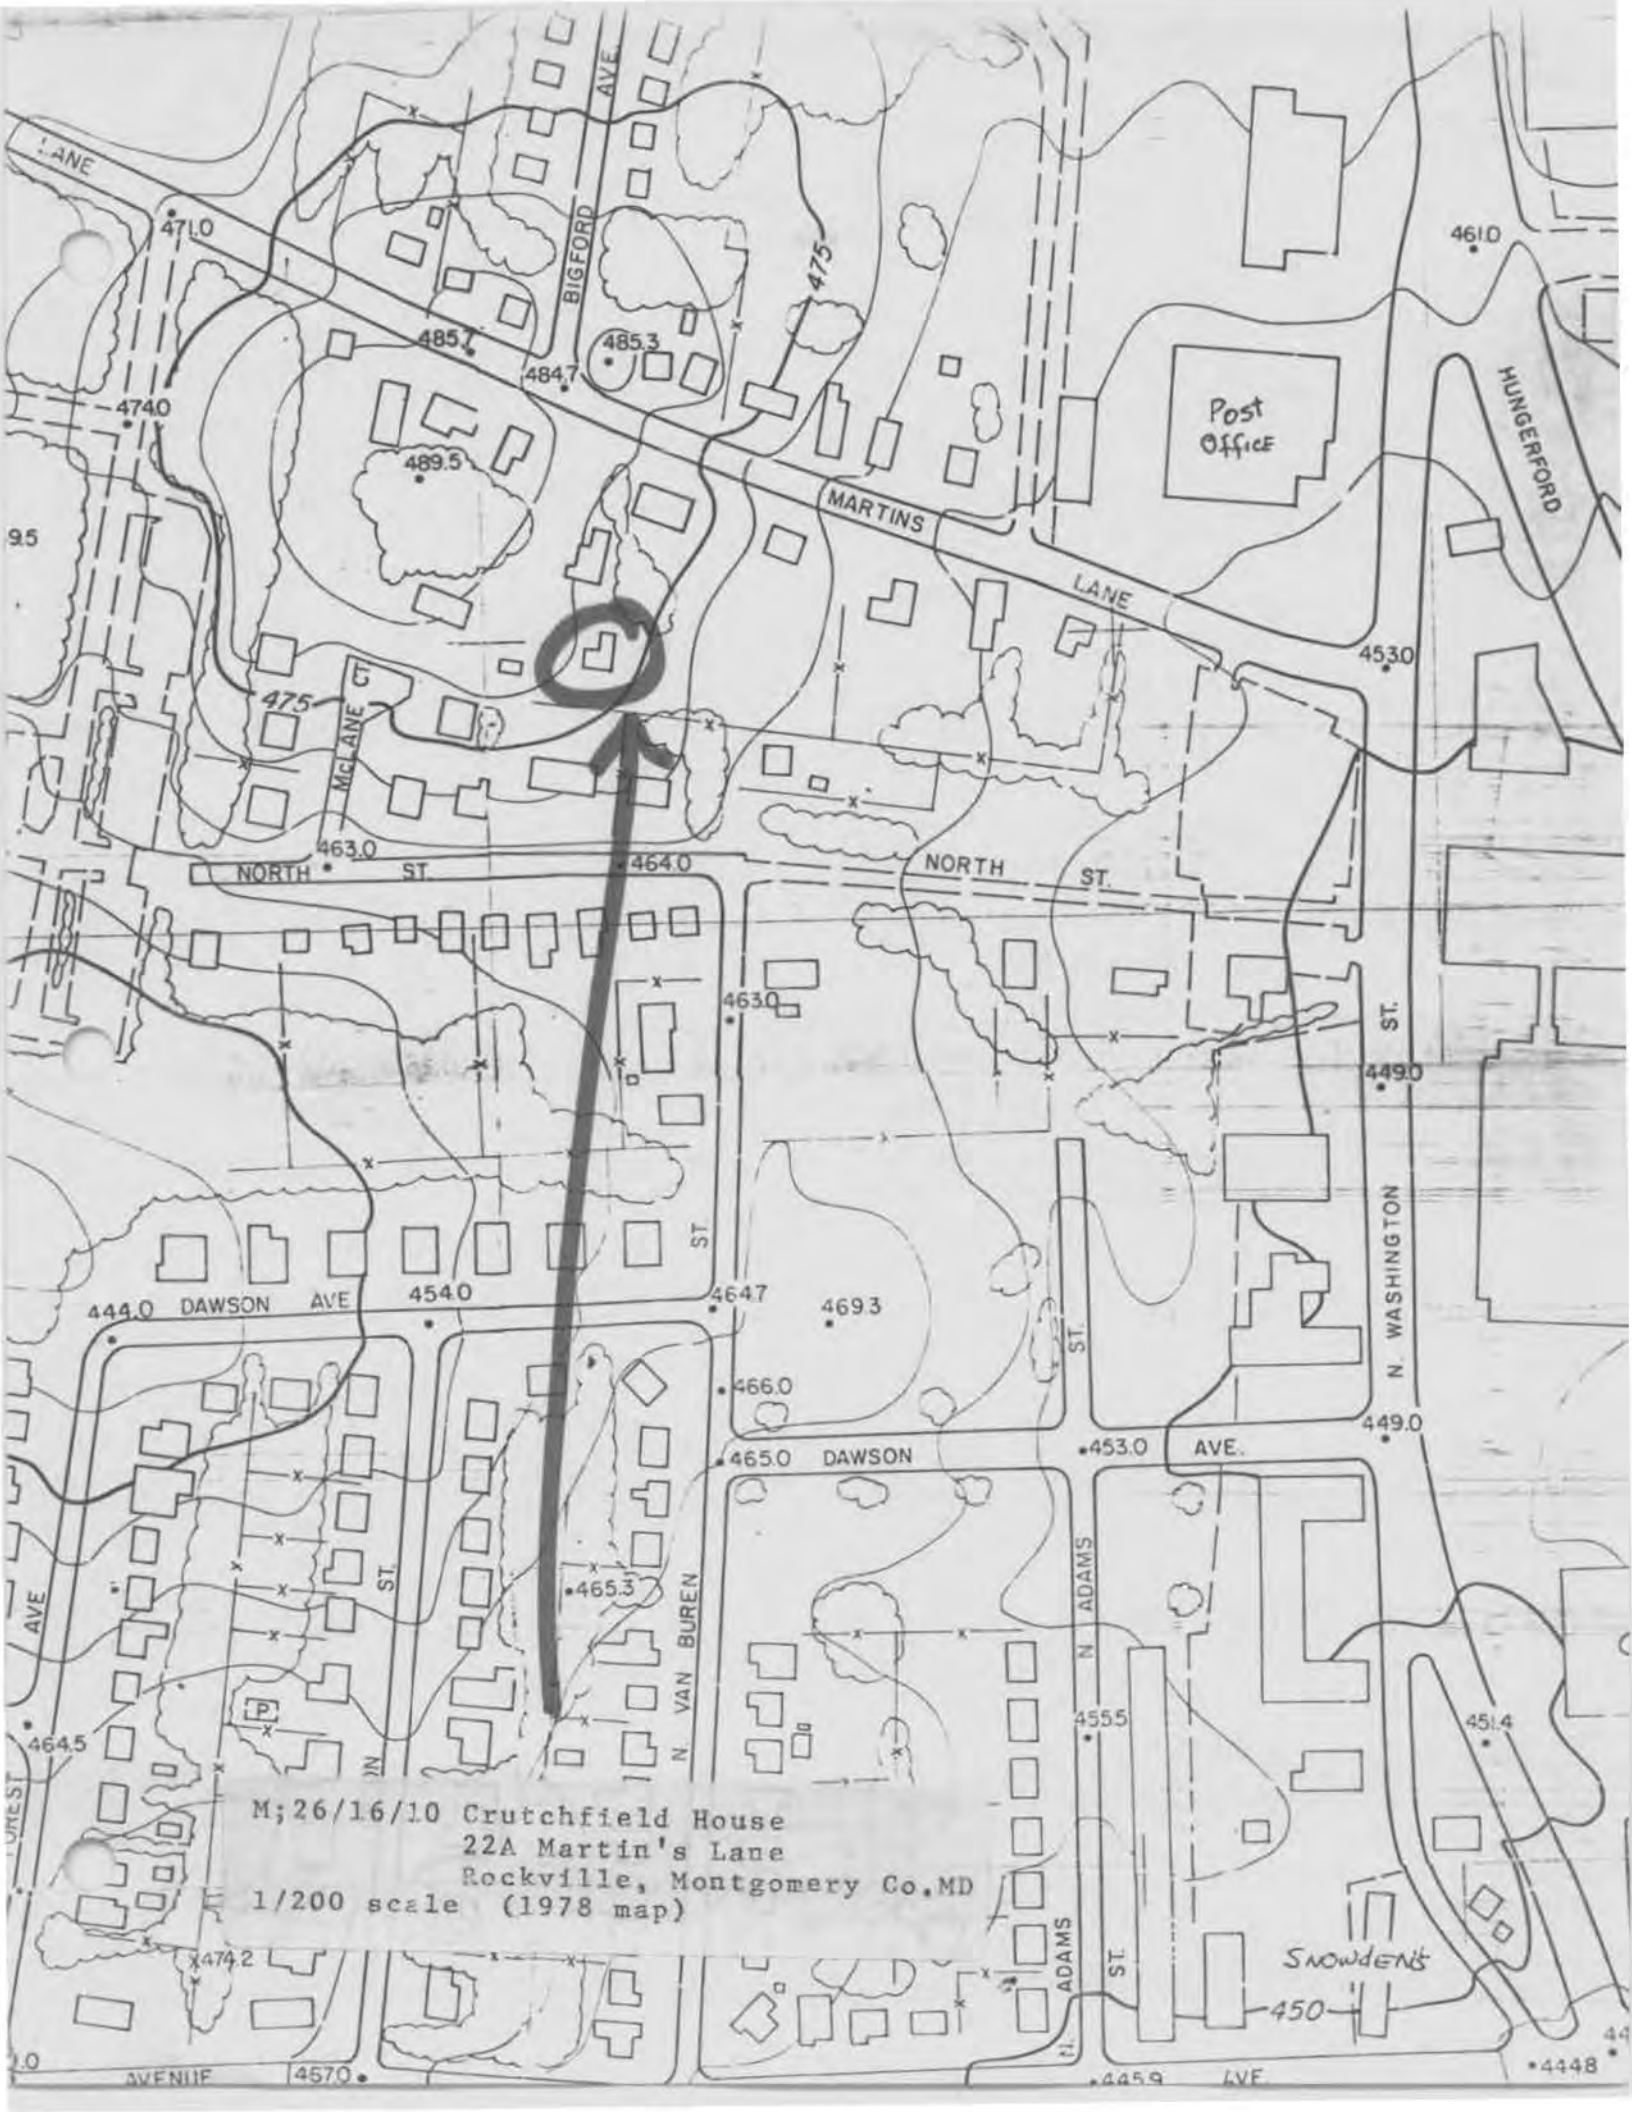 AVE.
LANE
471.0
BIGFORD
475
461.0
485.7
485.3
484.7
474.0
HUNGERFORD
Post
Office
489.5
MARTINS
9.5
LANE
453.0
475
McLANE CT
463.0
464.0
NORTH ST.
NORTH ST.
463.0
ST.
449.0
ST.
N. WASHINGTON
444.0 DAWSON AVE 454.0
464.7
469.3
ST.
466.0
449.0
465.0 DAWSON
453.0 AVE.
ST.
N ADAMS
465.3
AVE
N. VAN BUREN
P
464.5
455.5
451.4
M;26/16/10 Crutchfield House
22A Martin's Lane
Rockville, Montgomery Co.MD
1/200 scale (1978 map)
474.2
N. ADAMS
ST.
SNOWDEN'S
450
.0
AVENUE
457.0
445.9
AVE.
444.8
44